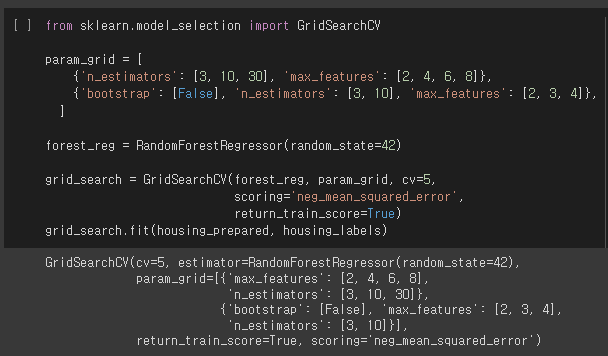 [ ] from sklearn.model_selection import GridSearchCV
param_grid = [
{'n_estimators': [3, 10, 30], 'max_features': [2, 4, 6, 8]},
{'bootstrap': [False], 'n_estimators': [3, 10], 'max_features': [2, 3, 4]},
]
forest_reg = RandomForestRegressor(random_state=42)
grid_search = GridSearchCV(forest_reg, param_grid, cv=5,
scoring='neg_mean_squared_error',
return_train_score=True)
grid_search.fit(housing_prepared, housing_labels)
GridSearchCV(cv=5, estimator=RandomForestRegressor(random_state=42),
param_grid=[{'max_features': [2, 4, 6, 8],
'n_estimators': [3, 10, 30]},
{'bootstrap': [False], 'max_features': [2, 3, 4],
'n_estimators': [3, 10]}],
return_train_score=True, scoring='neg_mean_squared_error')